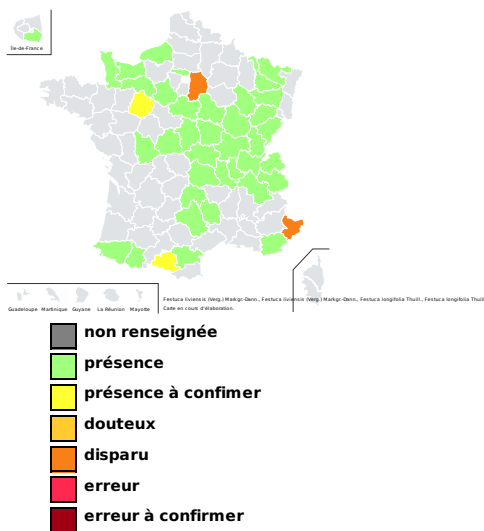 Île-de-France
Guadeloupe Martinique Guyane La Réunion Mayotte
Festuca liviensis (Verg.) Markgr.-Dann., Festuca liviensis (Verg.) Markgr.-Dann., Festuca longifolia Thuill., Festuca longifolia Thuill
Carte en cours d'élaboration.
non renseignée
présence
présence à confimer
douteux
disparu
erreur
erreur à confirmer